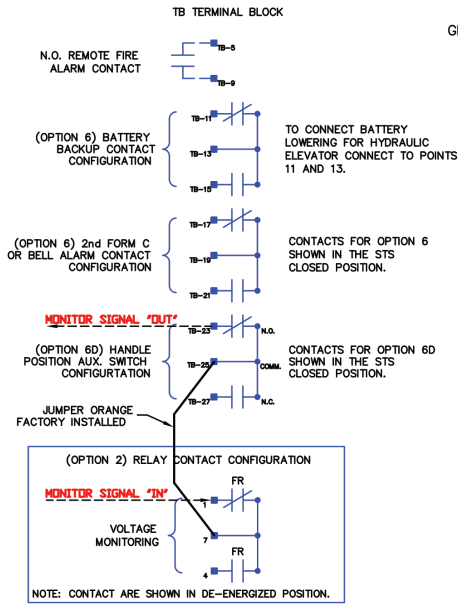 TB TERMINAL BLOCK
GI
N.O. REMOTE FIRE
ALARM CONTACT
TB-5
TB-9
(OPTION 6) BATTERY
BACKUP CONTACT
CONFIGURATION
TB-11
TB-13
TB-15
TO CONNECT BATTERY
LOWERING FOR HYDRAULIC
ELEVATOR CONNECT TO POINTS
11 AND 13.
(OPTION 6) 2nd FORM C
OR BELL ALARM CONTACT
CONFIGURATION
TB-17
TB-19
TB-21
CONTACTS FOR OPTION 6
SHOWN IN THE STS
CLOSED POSITION.
MONITOR SIGNAL "OUT"
(OPTION 6D) HANDLE
POSITION AUX. SWITCH
CONFIGURTATION
TB-23
N.O.
TB-25
COMM.
TB-27
N.C.
CONTACTS FOR OPTION 6D
SHOWN IN THE STS
CLOSED POSITION.
JUMPER ORANGE
FACTORY INSTALLED
(OPTION 2) RELAY CONTACT CONFIGURATION
MONITOR SIGNAL "IN"
FR
1
VOLTAGE
MONITORING
7
FR
4
NOTE: CONTACT ARE SHOWN IN DE-ENERGIZED POSITION.